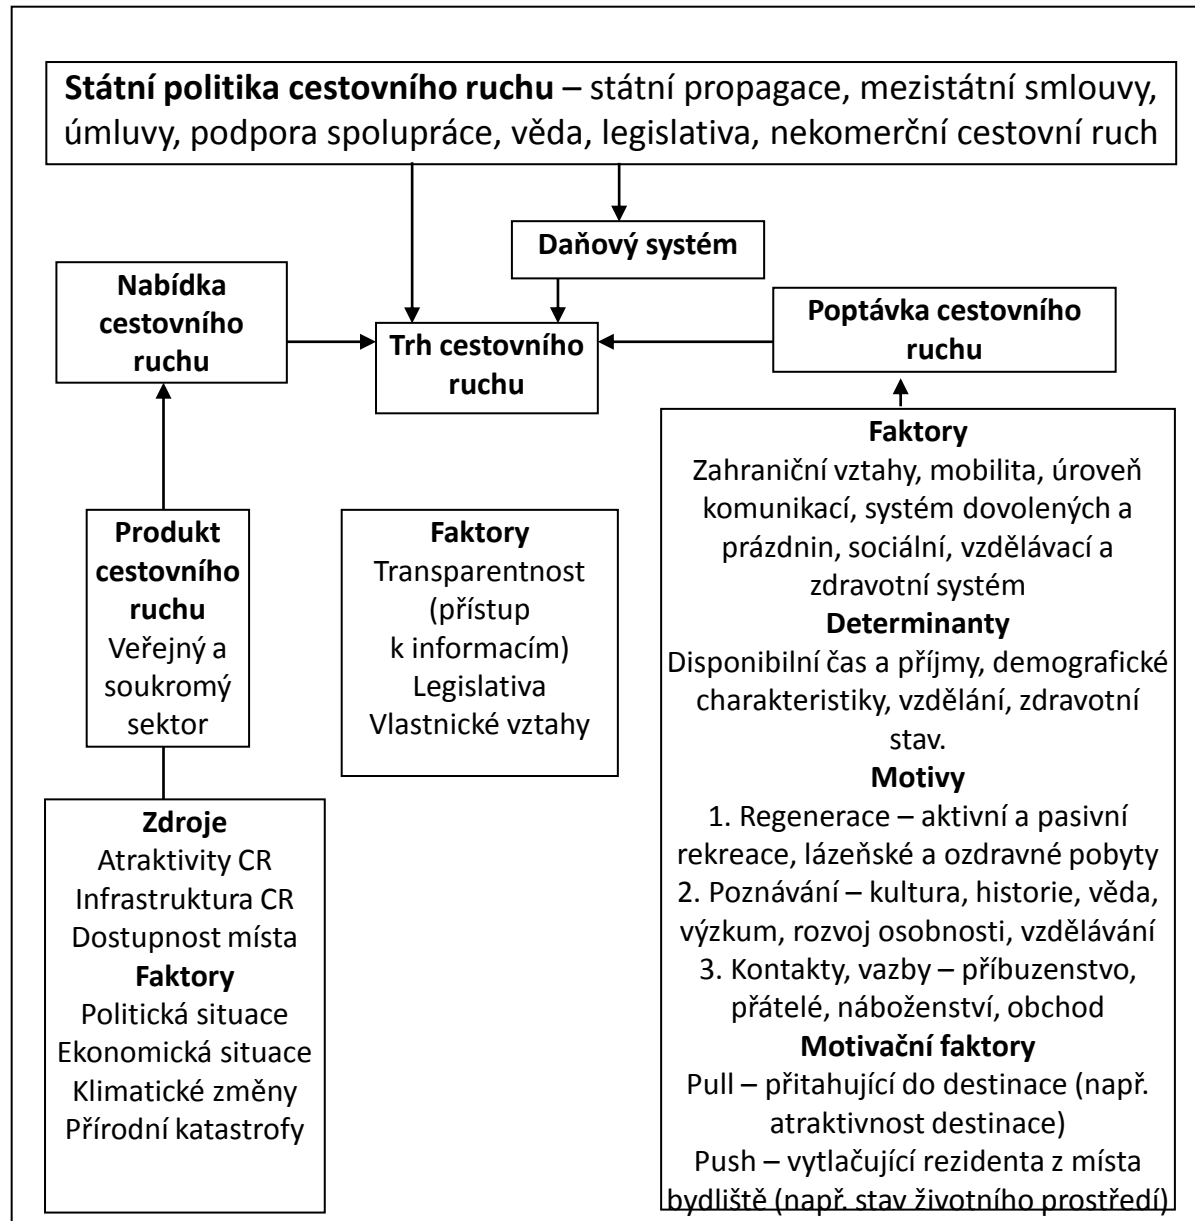 Státní politika cestovního ruchu – státní propagace, mezistátní smlouvy,
úmluvy, podpora spolupráce, věda, legislativa, nekomerční cestovní ruch
Daňový systém
Nabídka
cestovního
ruchu
Trh cestovního
ruchu
Poptávka cestovního
ruchu
Produkt
cestovního
ruchu
Veřejný a
soukromý
sektor
Faktory
Transparentnost
(přístup
k informacím)
Legislativa
Vlastnické vztahy
Zdroje
Atraktivity CR
Infrastruktura CR
Dostupnost místa
Faktory
Politická situace
Ekonomická situace
Klimatické změny
Přírodní katastrofy
Faktory
Zahraniční vztahy, mobilita, úroveň
komunikací, systém dovolených a
prázdnin, sociální, vzdělávací a
zdravotní systém
Determinanty
Disponibilní čas a příjmy, demografické
charakteristiky, vzdělání, zdravotní
stav.
Motivy
1. Regenerace – aktivní a pasivní
rekreace, lázeňské a ozdravné pobyty
2. Poznávání – kultura, historie, věda,
výzkum, rozvoj osobnosti, vzdělávání
3. Kontakty, vazby – příbuzenstvo,
přátelé, náboženství, obchod
Motivační faktory
Pull – přitahující do destinace (např.
atraktivnost destinace)
Push – vytlačující rezidenta z místa
bydliště (např. stav životního prostředí)